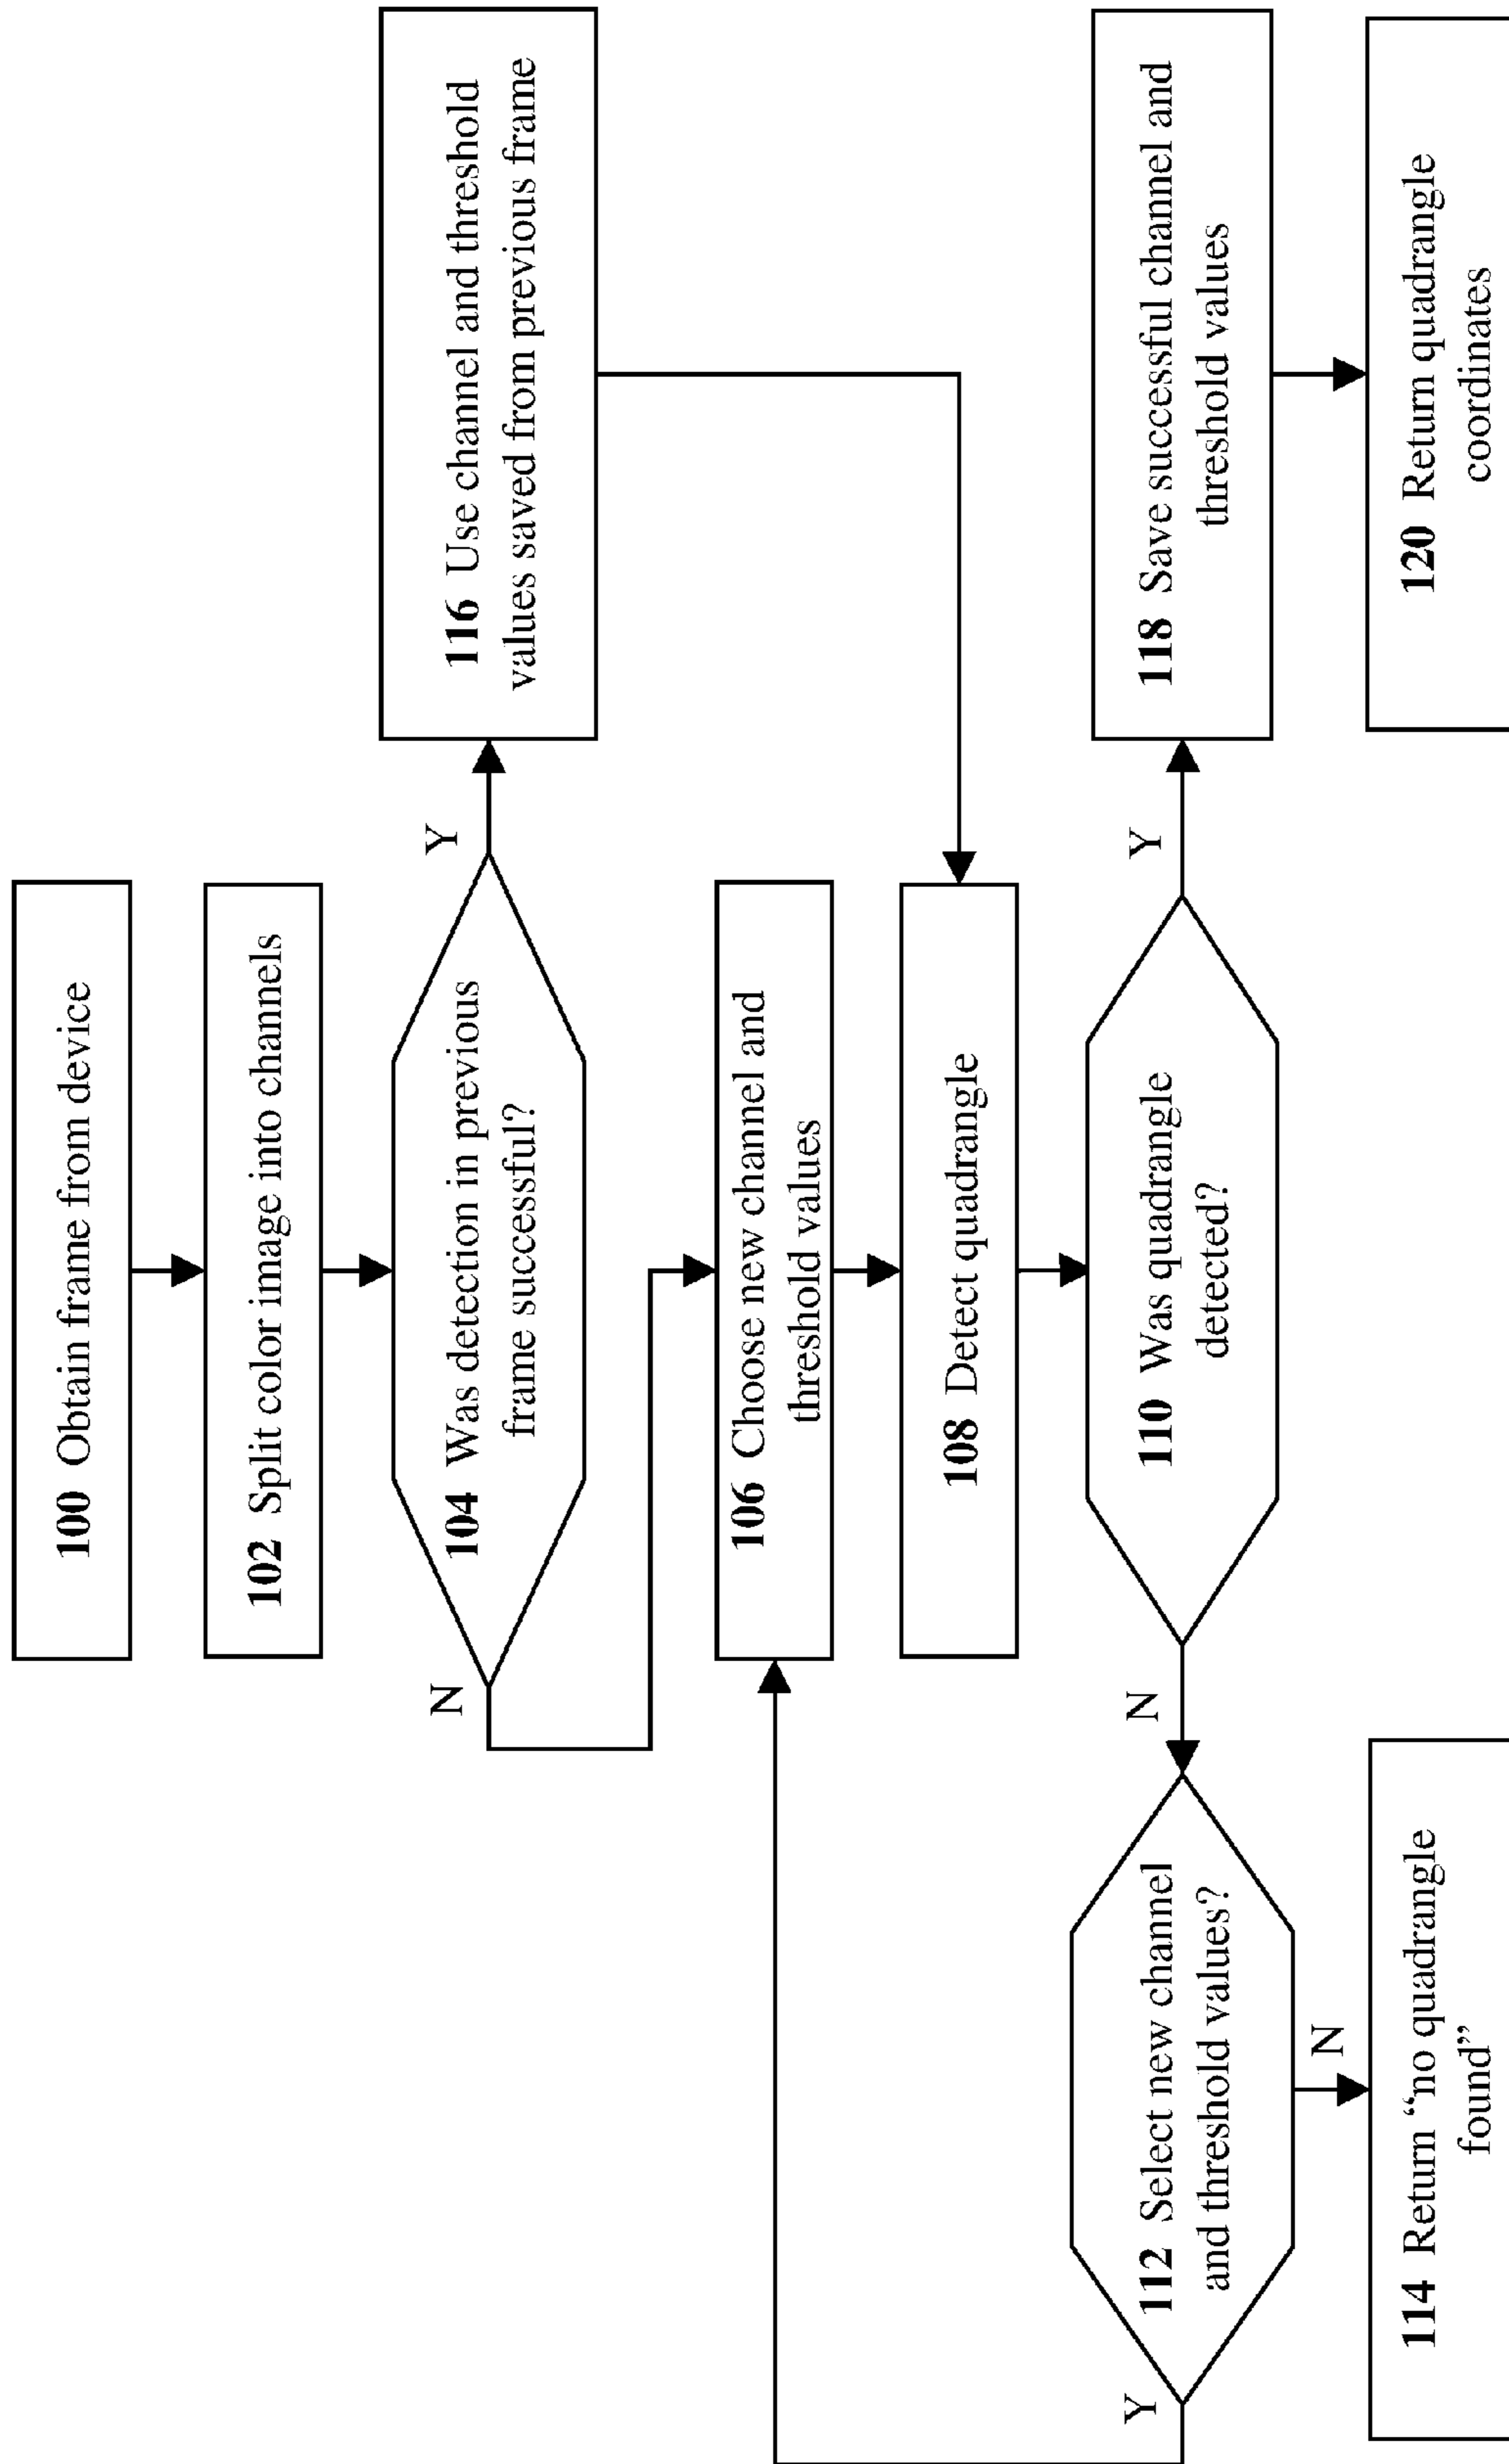 100 Obtain frame from device
102 Split color image into channels
104 Was detection in previous
frame successful?
N
Y
116 Use channel and threshold
values saved from previous frame
106 Choose new channel and
threshold values
108 Detect quadrangle
110 Was quadrangle
detected?
N
Y
112 Select new channel
and threshold values?
Y
N
114 Return “no quadrangle
found”
118 Save successful channel and
threshold values
120 Return quadrangle
coordinates